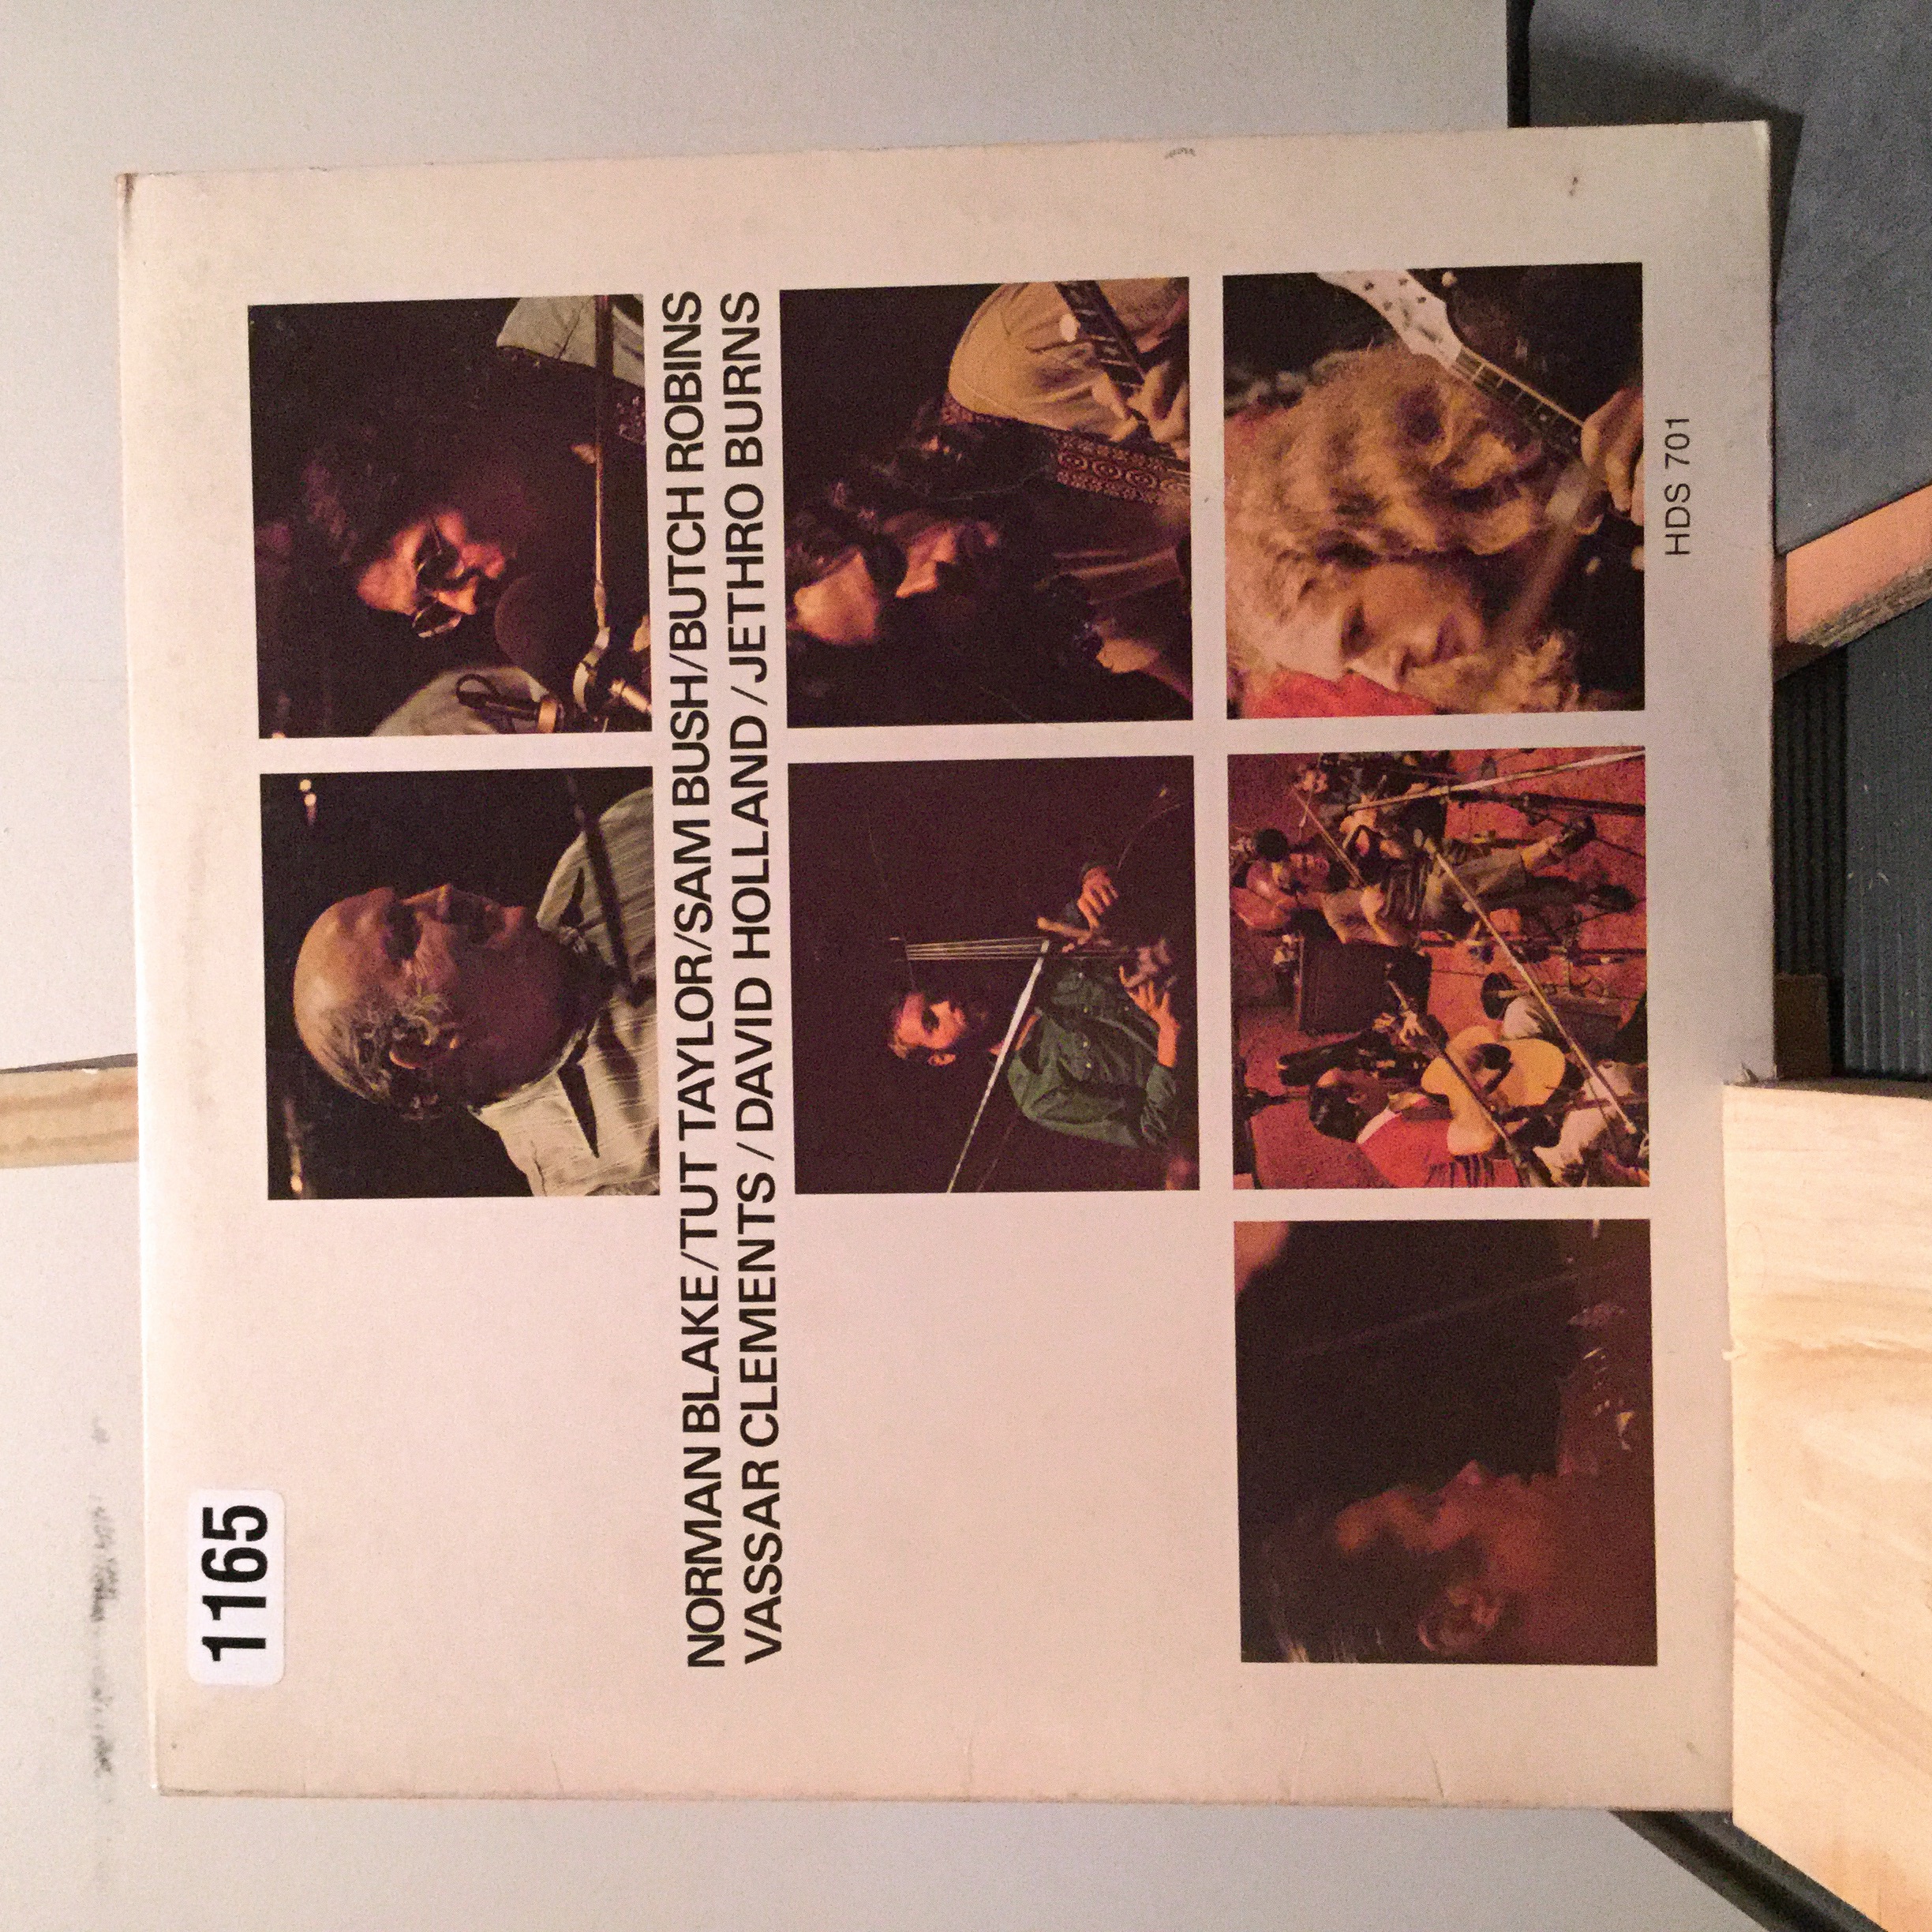 1165
NORMAN BLAKE/TUT TAYLOR/SAM BUSH/BUTCH ROBINS
VASSAR CLEMENTS/DAVID HOLLAND/JETHRO BURNS
HDS 701